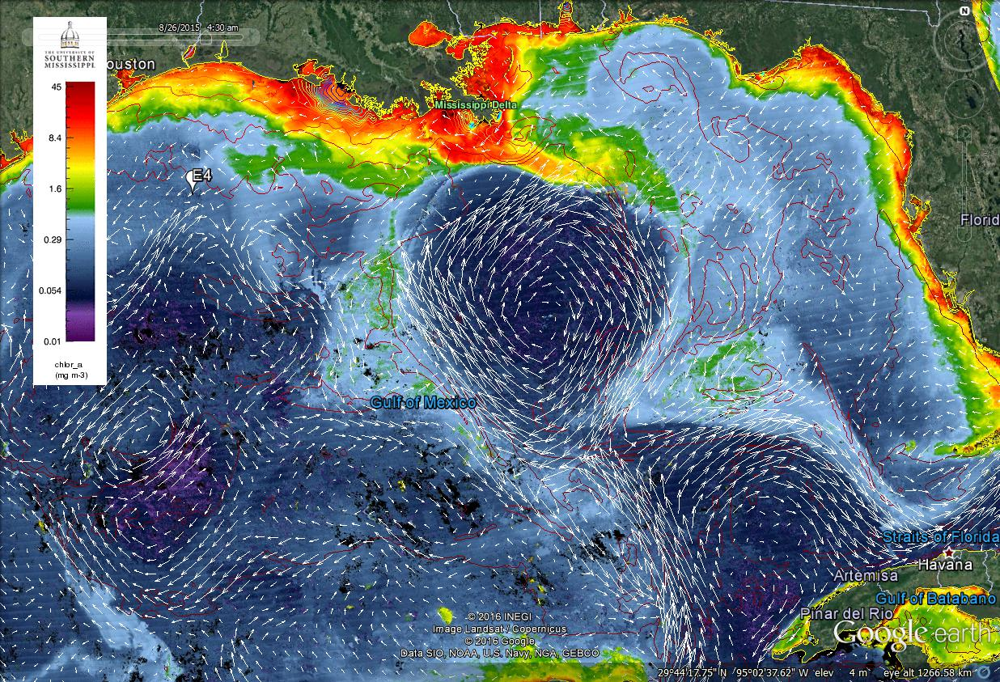 8/26/2015 4:30 am
N
THE UNIVERSITY OF
SOUTHERN
MISSISSIPPI
ouston
45
8.4
1.6
0.29
0.054
0.01
chlor_a
(mg m-3)
Mississippi Delta
E4
Florid
Gulf of Mexico
Straits of Florida
Havana
Artemisa
Gulf of Batabano
Pinar del Rio
© 2016 INEGI
Image Landsat / Copernicus
© 2016 Google
Data SIO, NOAA, U.S. Navy, NGA, GEBCO
Google earth
29°44'17.75" N 95°02'37.62" W elev 4 m eye alt 1266.58 km